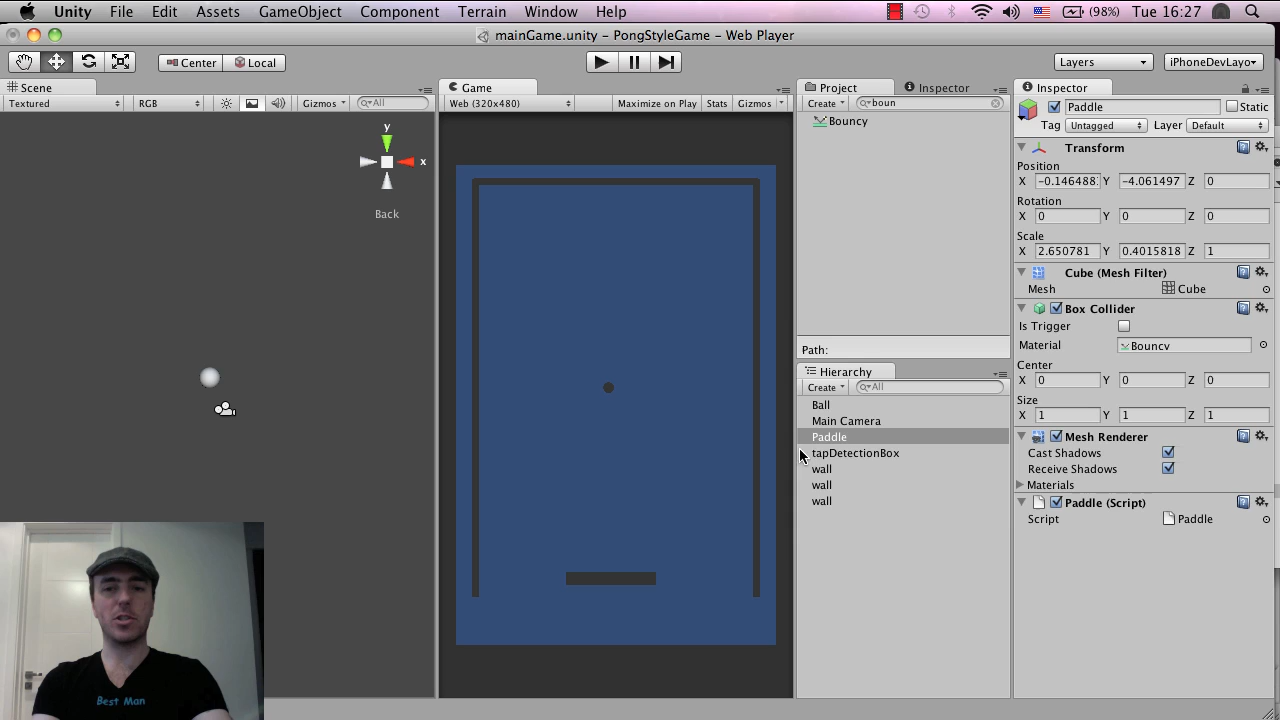 Unity File Edit Assets GameObject Component Terrain Window Help (98%) Tue 16:27
mainGame.unity – PongStyleGame – Web Player
Center Local Layers iPhoneDevLayo
Scene
Textured RGB Gizmos All
y
x
Back
Game
Web (320x480) Maximize on Play Stats Gizmos
Project Inspector
Create boun
Bouncy
Path:
Hierarchy
Create All
Ball
Main Camera
Paddle
tapDetectionBox
wall
wall
wall
Inspector
Paddle Static
Tag Untagged Layer Default
Transform
Position
X -0.146488 Y -4.061497 Z 0
Rotation
X 0 Y 0 Z 0
Scale
X 2.650781 Y 0.4015818 Z 1
Cube (Mesh Filter)
Mesh Cube
Box Collider
Is Trigger
Material Bouncy
Center
X 0 Y 0 Z 0
Size
X 1 Y 1 Z 1
Mesh Renderer
Cast Shadows
Receive Shadows
Materials
Paddle (Script)
Script Paddle
Best Man